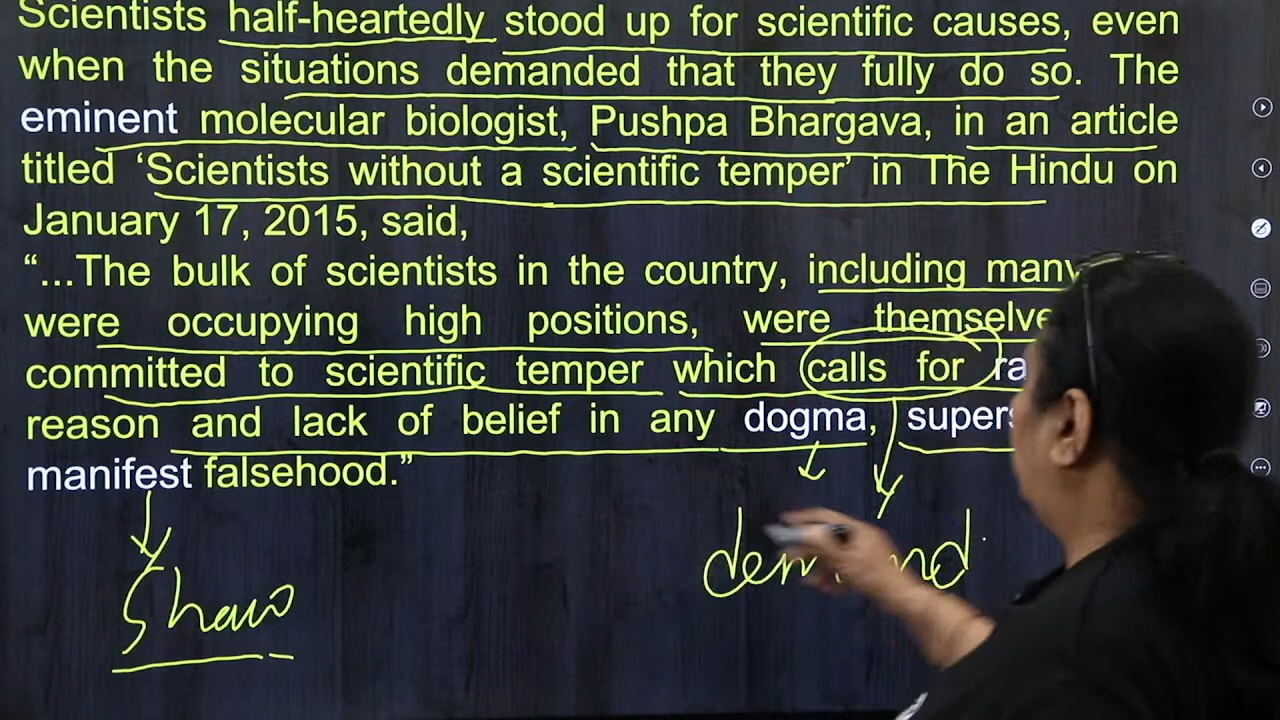 Scientists half-heartedly stood up for scientific causes, even
when the situations demanded that they fully do so. The
eminent molecular biologist, Pushpa Bhargava, in an article
titled ‘Scientists without a scientific temper’ in The Hindu on
January 17, 2015, said,
“...The bulk of scientists in the country, including many
were occupying high positions, were themselve
committed to scientific temper which calls for ra
reason and lack of belief in any dogma, supers
manifest falsehood.”
Show